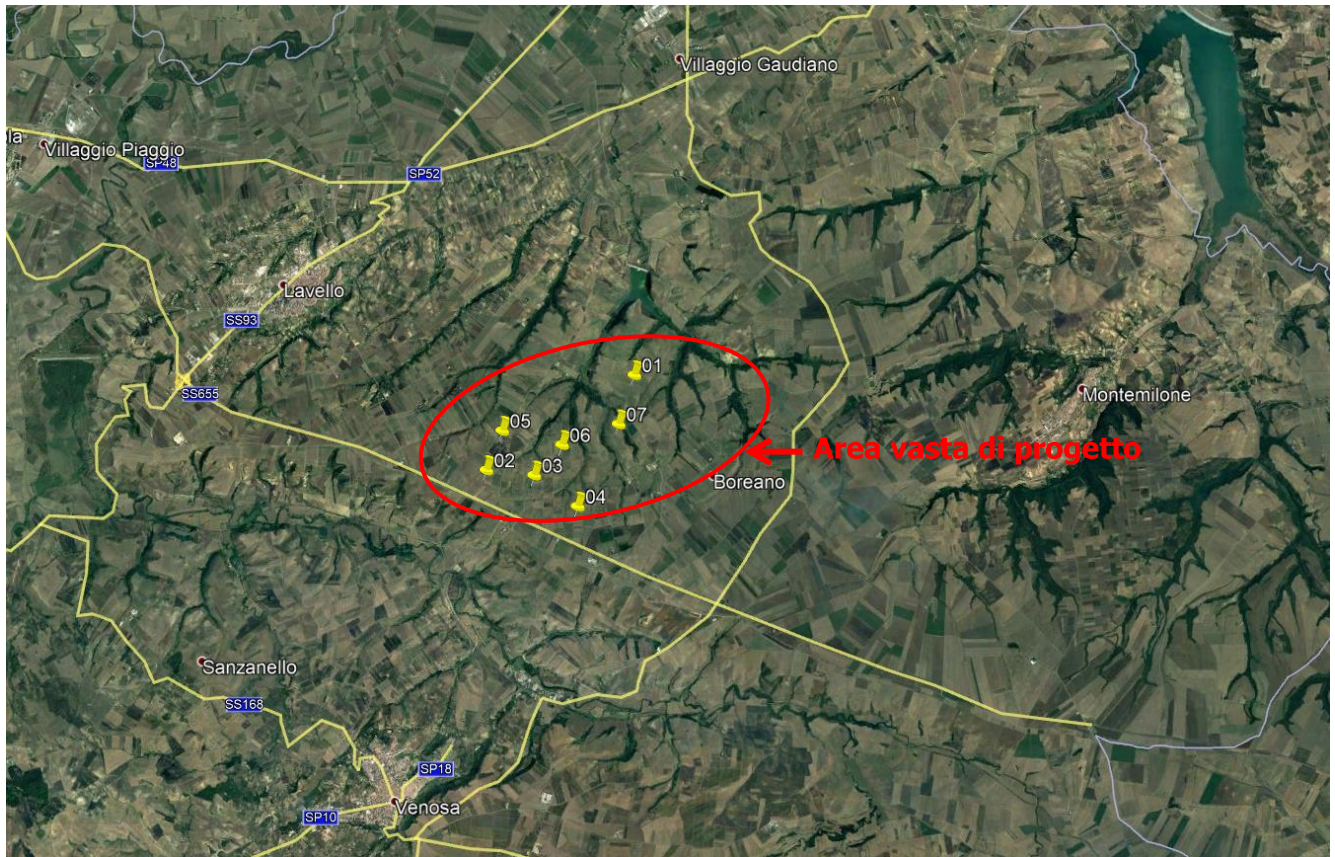 Villaggio Gaudiano
ola
Villaggio Piaggio
SP48
SP52
Lavello
SS93
SS655
01
05
07
06
02
03
04
Area vasta di progetto
Montemilone
Boreano
Sanzanello
SS168
SP18
Venosa
SP10